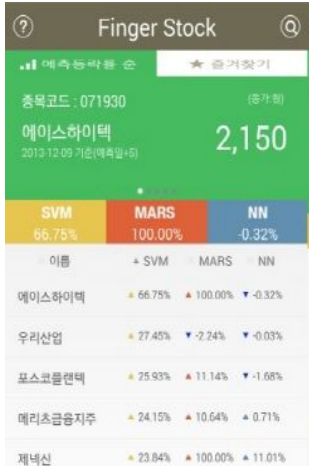 ? Finger Stock
예측등락률 순 ★ 즐겨찾기
종목코드 : 071930 (종가:원)
에이스하이텍 2,150
2013-12-09 기준(예측일+5)
SVM MARS NN
66.75% 100.00% -0.32%
이름 ▲ SVM MARS NN
에이스하이텍 ▲ 66.75% ▲ 100.00% ▼ -0.32%
우리산업 ▲ 27.45% ▼ -2.24% ▼ -0.03%
포스코플랜텍 ▲ 25.93% ▲ 11.14% ▼ -1.68%
메리츠금융지주 ▲ 24.15% ▲ 10.64% ▲ 0.71%
제넥신 ▲ 23.84% ▲ 100.00% ▲ 11.01%